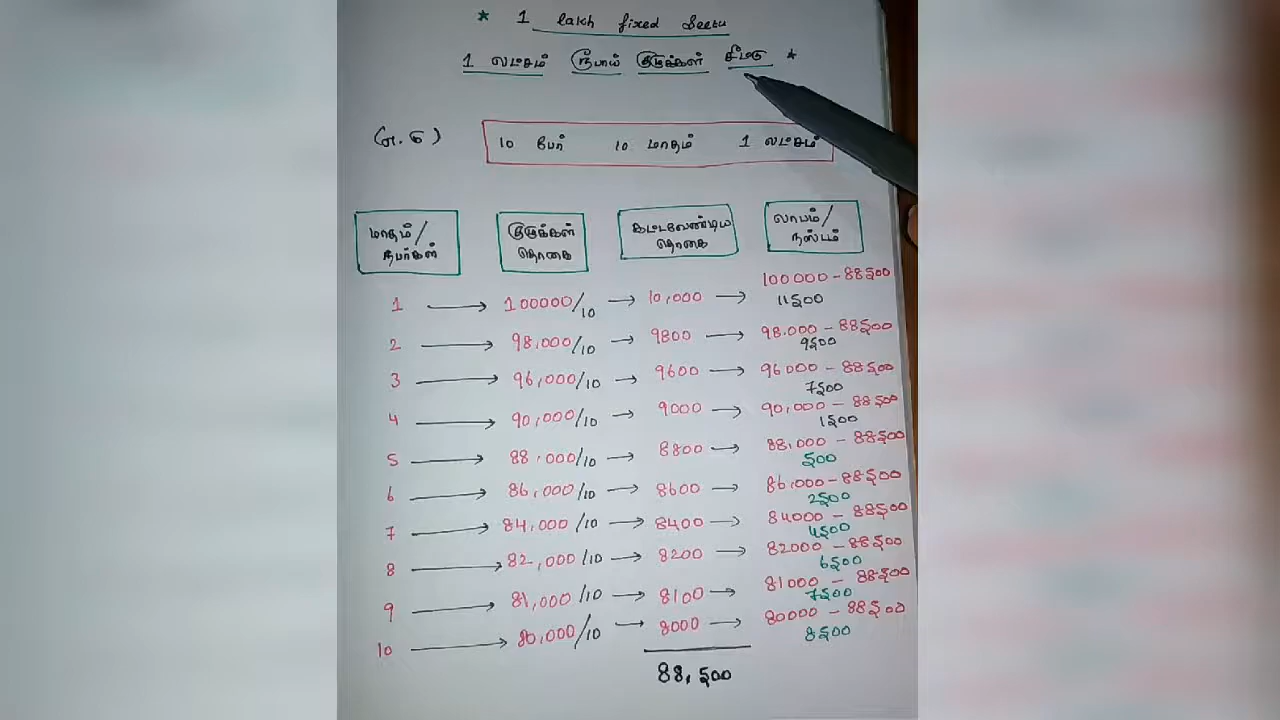 * 1 lakh fixed Seetu
1 லட்சம் ரூபாய் குலுக்கல் சீட்டு *
(எ.டு) 10 பேர் 10 மாதம் 1 லட்சம்
மாதம் / நபர்கள்
குலுக்கல் தொகை
கட்டவேண்டிய தொகை
லாபம் / நஸ்டம்
1 → 100000/10 → 10,000 → 100000 - 88500
11500
2 → 98,000/10 → 9800 → 98.000 - 88500
9500
3 → 96,000/10 → 9600 → 96000 - 88500
7500
4 → 90,000/10 → 9000 → 90,000 - 88500
1500
5 → 88.000/10 → 8800 → 88,000 - 88500
500
6 → 86,000/10 → 8600 → 86,000 - 88500
2500
7 → 84,000/10 → 8400 → 84000 - 88500
4500
8 → 82,000/10 → 8200 → 82000 - 88500
6500
9 → 81,000/10 → 8100 → 81000 - 88500
7500
10 → 80,000/10 → 8000 → 80000 - 88500
8500
88,500